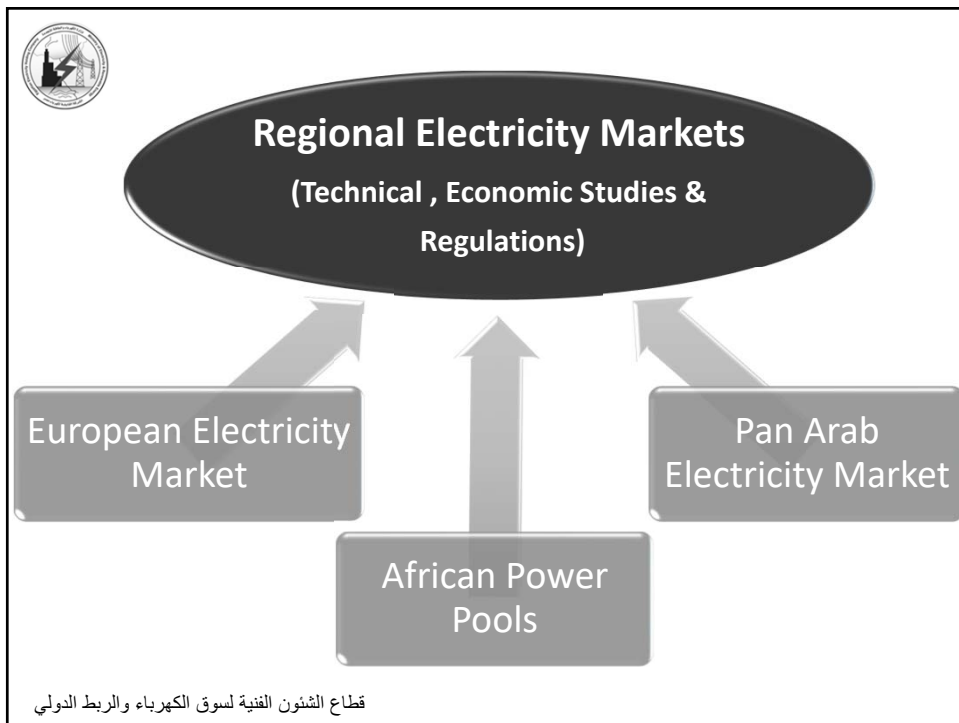 Regional Electricity Markets
(Technical , Economic Studies &
Regulations)
European Electricity
Market
Pan Arab
Electricity Market
African Power
Pools
قطاع الشئون الفنية لسوق الكهرباء والربط الدولي